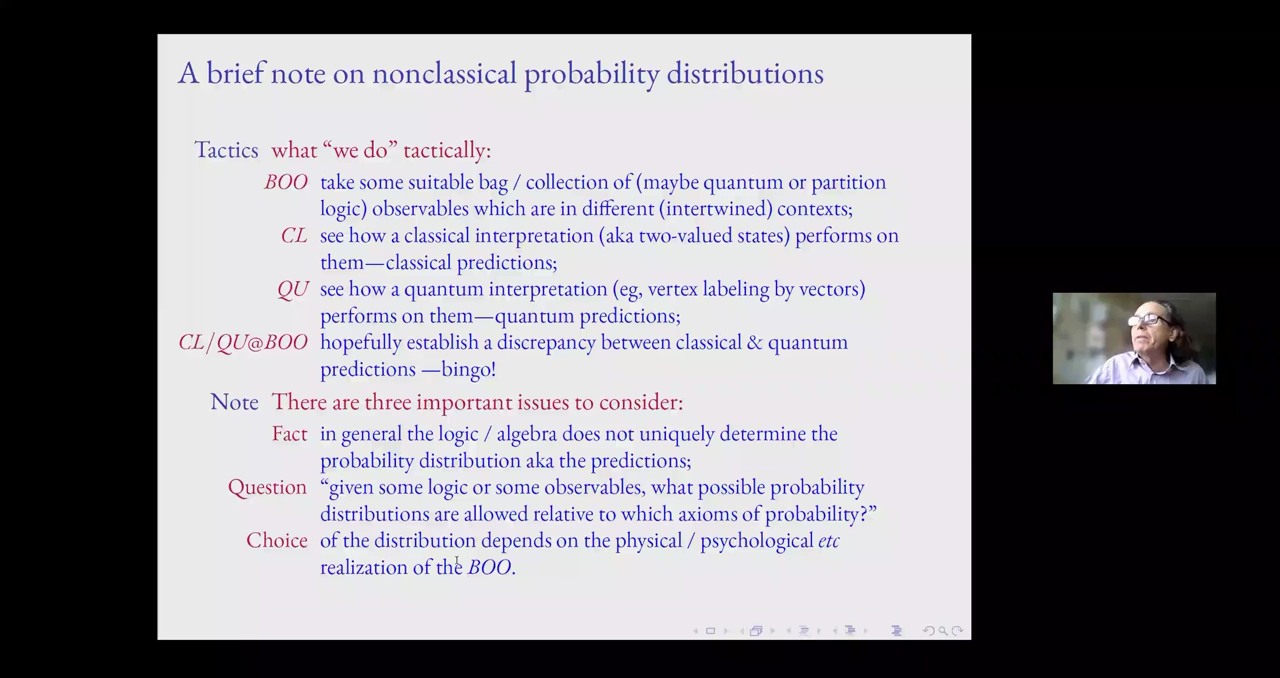 A brief note on nonclassical probability distributions
Tactics what “we do” tactically:
BOO take some suitable bag / collection of (maybe quantum or partition
logic) observables which are in different (intertwined) contexts;
CL see how a classical interpretation (aka two-valued states) performs on
them—classical predictions;
QU see how a quantum interpretation (eg, vertex labeling by vectors)
performs on them—quantum predictions;
CL/QU@BOO hopefully establish a discrepancy between classical & quantum
predictions —bingo!
Note There are three important issues to consider:
Fact in general the logic / algebra does not uniquely determine the
probability distribution aka the predictions;
Question “given some logic or some observables, what possible probability
distributions are allowed relative to which axioms of probability?”
Choice of the distribution depends on the physical / psychological etc
realization of the BOO.